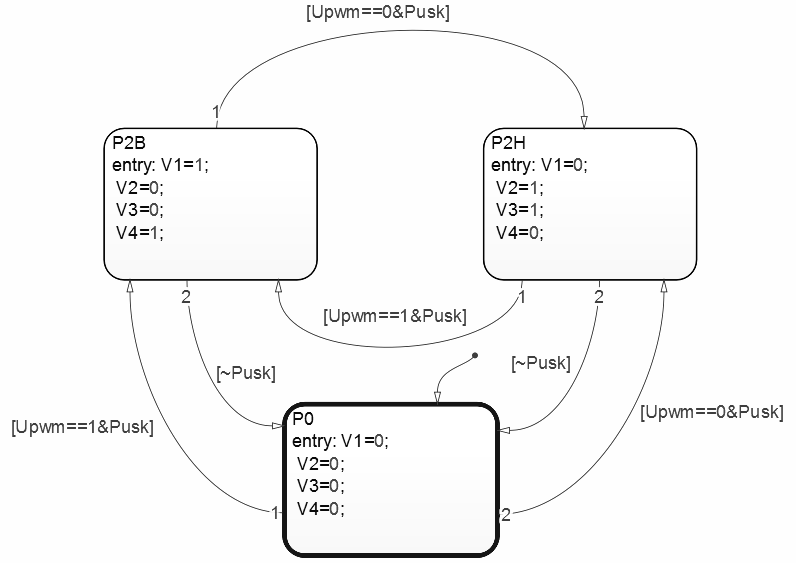 [Upwm==0&Pusk]
1
P2B
entry: V1=1;
V2=0;
V3=0;
V4=1;
P2H
entry: V1=0;
V2=1;
V3=1;
V4=0;
2
1
2
[Upwm==1&Pusk]
[~Pusk]
[~Pusk]
[Upwm==1&Pusk]
[Upwm==0&Pusk]
P0
entry: V1=0;
V2=0;
V3=0;
V4=0;
1
2